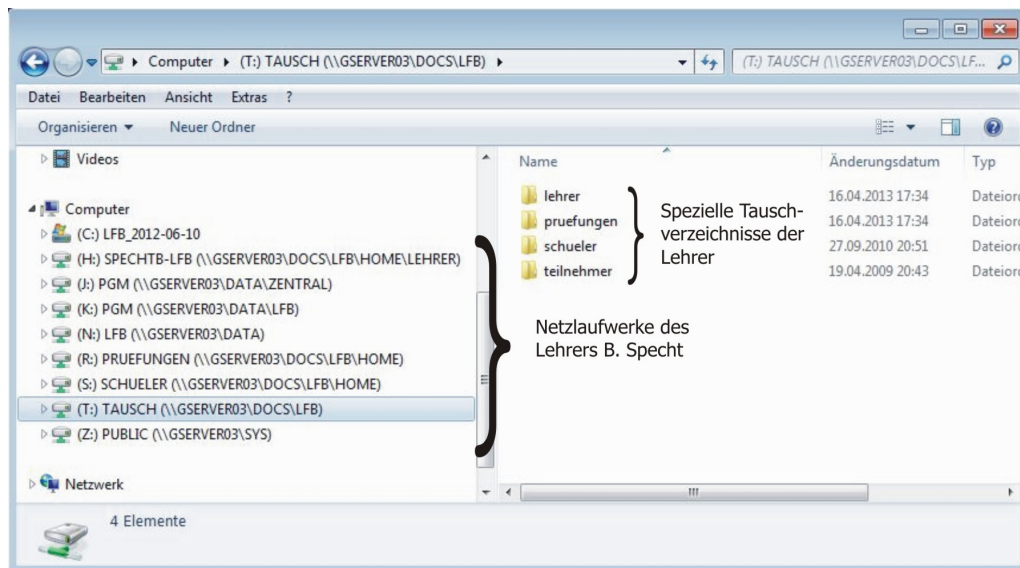 Computer ▸ (T:) TAUSCH (\\GSERVER03\DOCS\LFB) ▸
(T:) TAUSCH (\\GSERVER03\DOCS\LF...
Datei Bearbeiten Ansicht Extras ?
Organisieren ▾ Neuer Ordner
Videos
Computer
(C:) LFB_2012-06-10
(H:) SPECHTB-LFB (\\GSERVER03\DOCS\LFB\HOME\LEHRER)
(J:) PGM (\\GSERVER03\DATA\ZENTRAL)
(K:) PGM (\\GSERVER03\DATA\LFB)
(N:) LFB (\\GSERVER03\DATA)
(R:) PRUEFUNGEN (\\GSERVER03\DOCS\LFB\HOME)
(S:) SCHUELER (\\GSERVER03\DOCS\LFB\HOME)
(T:) TAUSCH (\\GSERVER03\DOCS\LFB)
(Z:) PUBLIC (\\GSERVER03\SYS)
Netzwerk
Name Änderungsdatum Typ
lehrer 16.04.2013 17:34 Dateiord
pruefungen 16.04.2013 17:34 Dateiord
schueler 27.09.2010 20:51 Dateiord
teilnehmer 19.04.2009 20:43 Dateiord
Spezielle Tausch-
verzeichnisse der
Lehrer
Netzlaufwerke des
Lehrers B. Specht
4 Elemente